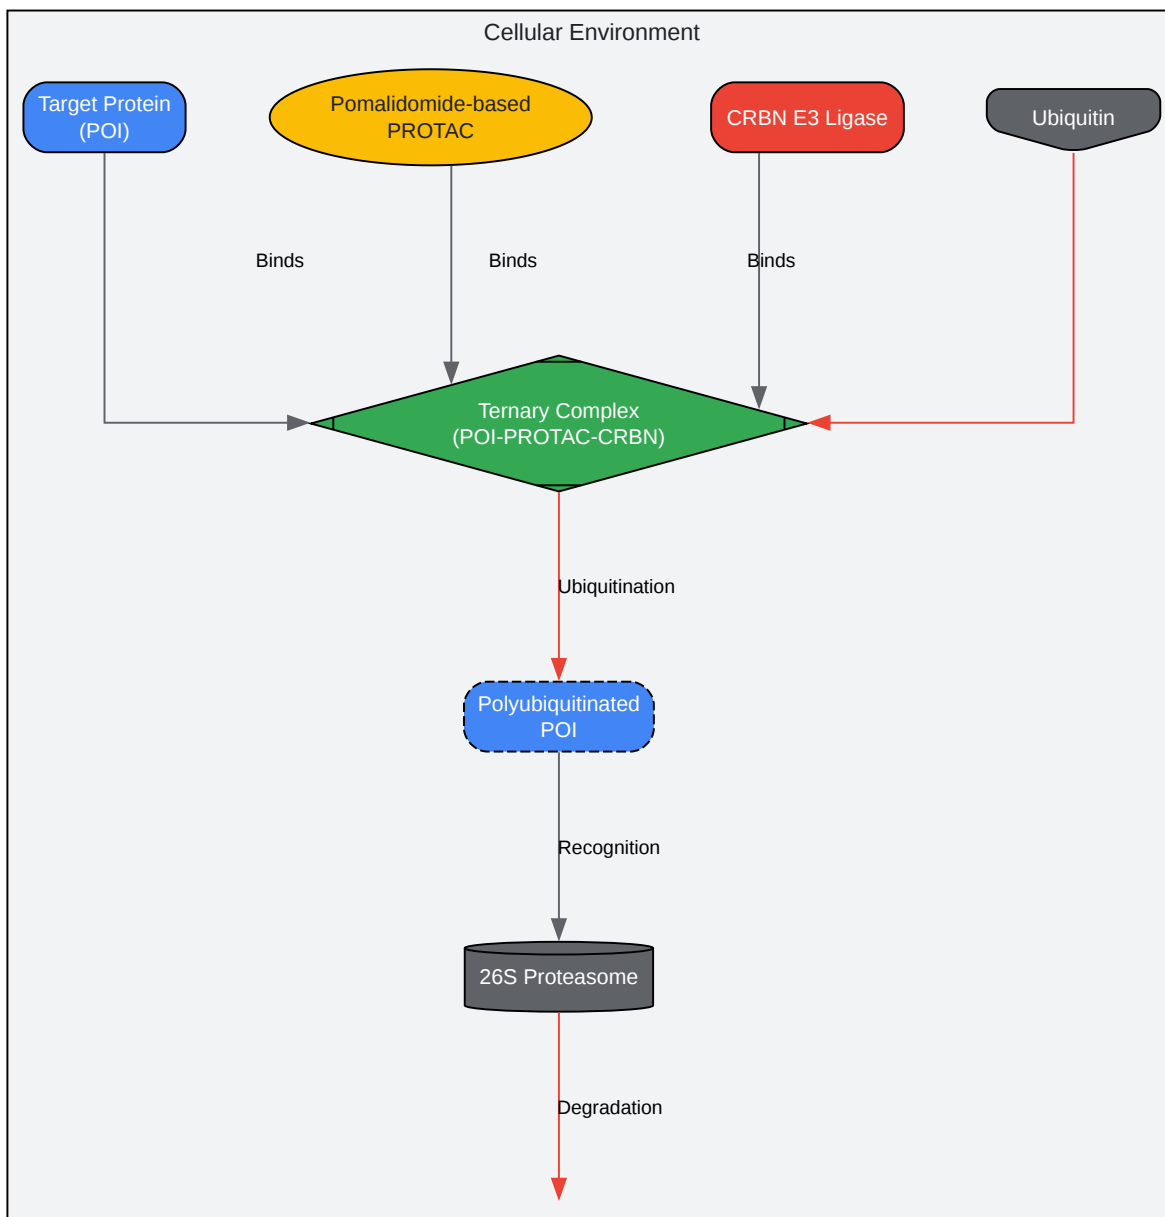 Cellular Environment
Target Protein
(POI)
Pomalidomide-based
PROTAC
CRBN E3 Ligase
Ubiquitin
Binds
Binds
Binds
Ternary Complex
(POI-PROTAC-CRBN)
Ubiquitination
Polyubiquitinated
POI
Recognition
26S Proteasome
Degradation